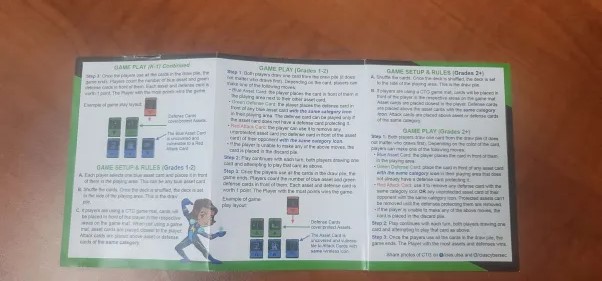 GAME PLAY (K-1) Continued
Step 3: Once the players use all the cards in the draw pile, the
game ends. Players count the number of blue asset and green
defense cards in front of them. Each asset and defense card is
worth 1 point. The Player with the most points wins the game.
Example of game play layout:
Defense Cards
cover/protect Assets.
The Blue Asset Card
is uncovered and
vulnerable to a Red
Attack Card.
GAME SETUP & RULES (Grades 1-2)
A. Each player selects one blue asset card and places it in front
of them in the playing area. This can be any asset card.
B. Shuffle the cards. Once the deck is shuffled, the deck is set
to the side of the playing area. This is the draw
pile.
C. If players are using a CTG game mat, cards will
be placed in front of the player in the respective
areas on the game mat. When not using a game
mat, asset cards are placed closest to the player.
Attack cards are placed above asset or defense
cards of the same category.
GAME PLAY (Grades 1-2)
Step 1: Both players draw one card from the draw pile (it does
not matter who draws first). Depending on the card, players can
make one of the following moves:
• Blue Asset Card: the player places the card in front of them in
the playing area next to their other asset card.
• Green Defense Card: the player places the defense card in
front of any blue asset card with the same category icon
in their playing area. The defense card can be played only if
the asset card does not have a defense card protecting it.
• Red Attack Card: the player can use it to remove any
unprotected asset card (no defense card in front of the asset
card) of their opponent with the same category icon.
• If the player is unable to make any of the above moves, the
card is placed in the discard pile.
Step 2: Play continues with each turn, both players drawing one
card and attempting to play that card as above.
Step 3: Once the players use all the cards in the draw pile, the
game ends. Players count the number of blue asset and green
defense cards in front of them. Each asset and defense card is
worth 1 point. The Player with the most points wins the game.
Example of game
play layout:
Defense Cards
cover/protect Assets.
The Asset Card is
uncovered and vulnera-
ble to Attack Cards with
same category icon.
GAME SETUP & RULES (Grades 2+)
A. Shuffle the cards. Once the deck is shuffled, the deck is set
to the side of the playing area. This is the draw pile.
B. If players are using a CTG game mat, cards will be placed in
front of the player in the respective areas on the game mat.
Asset cards are placed closest to the player. Defense cards
are placed above the asset cards with the same category
icon. Attack cards are placed above asset or defense cards
of the same category.
GAME PLAY (Grades 2+)
Step 1: Both players draw one card from the draw pile (it does
not matter who draws first). Depending on the color of the card,
players can make one of the following moves:
• Blue Asset Card: the player places the card in front of them
in the playing area.
• Green Defense Card: place the card in front of any asset card
with the same category icon in their playing area that does
not already have a defense card protecting it.
• Red Attack Card: use it to remove any defense card with the
same category icon OR any unprotected asset card of their
opponent with the same category icon. Protected assets can't
be removed until the defense protecting them are removed.
• If the player is unable to make any of the above moves, the
card is placed in the discard pile.
Step 2: Play continues with each turn, both players drawing one
card and attempting to play that card as above.
Step 3: Once the players use all the cards in the draw pile, the
game ends. The Player with the most assets and defenses wins.
Share photos of CTG on